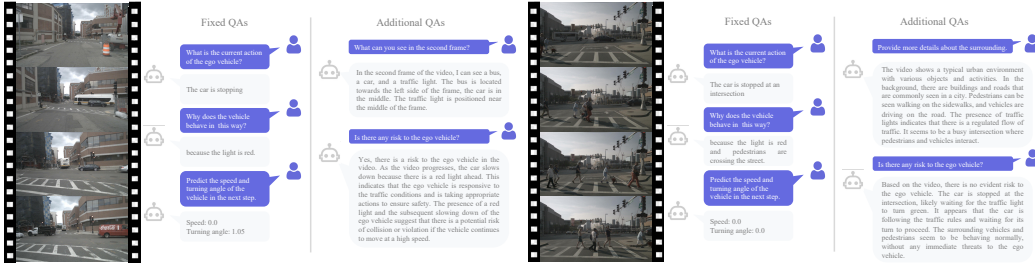 Fixed QAs
What is the current action
of the ego vehicle?
The car is stopping
Why does the vehicle
behave in this way?
because the light is red.
Predict the speed and
turning angle of the
vehicle in the next step.
Speed: 0.0
Turning angle: 1.05
Additional QAs
What can you see in the second frame?
In the second frame of the video, I can see a bus,
a car, and a traffic light. The bus is located
towards the left side of the frame, the car is in
the middle. The traffic light is positioned near
the middle of the frame.
Is there any risk to the ego vehicle?
Yes, there is a risk to the ego vehicle in the
video. As the video progresses, the car slows
down because there is a red light ahead. This
indicates that the ego vehicle is responsive to
the traffic conditions and is taking appropriate
actions to ensure safety. The presence of a red
light and the subsequent slowing down of the
ego vehicle suggest that there is a potential risk
of collision or violation if the vehicle continues
to move at a high speed.
Fixed QAs
What is the current action
of the ego vehicle?
The car is stopped at an
intersection
Why does the vehicle
behave in this way?
because the light is red
and pedestrians are
crossing the street.
Predict the speed and
turning angle of the
vehicle in the next step.
Speed: 0.0
Turning angle: 0.0
Additional QAs
Provide more details about the surrounding.
The video shows a typical urban environment
with various objects and activities. In the
background, there are buildings and roads that
are commonly seen in a city. Pedestrians can be
seen walking on the sidewalks, and vehicles are
driving on the road. The presence of traffic
lights indicates that there is a regulated flow of
traffic. It seems to be a busy intersection where
pedestrians and vehicles interact.
Is there any risk to the ego vehicle?
Based on the video, there is no evident risk to
the ego vehicle. The car is stopped at the
intersection, likely waiting for the traffic light
to turn green. It appears that the car is
following the traffic rules and waiting for its
turn to proceed. The surrounding vehicles and
pedestrians seem to be behaving normally,
without any immediate threats to the ego
vehicle.